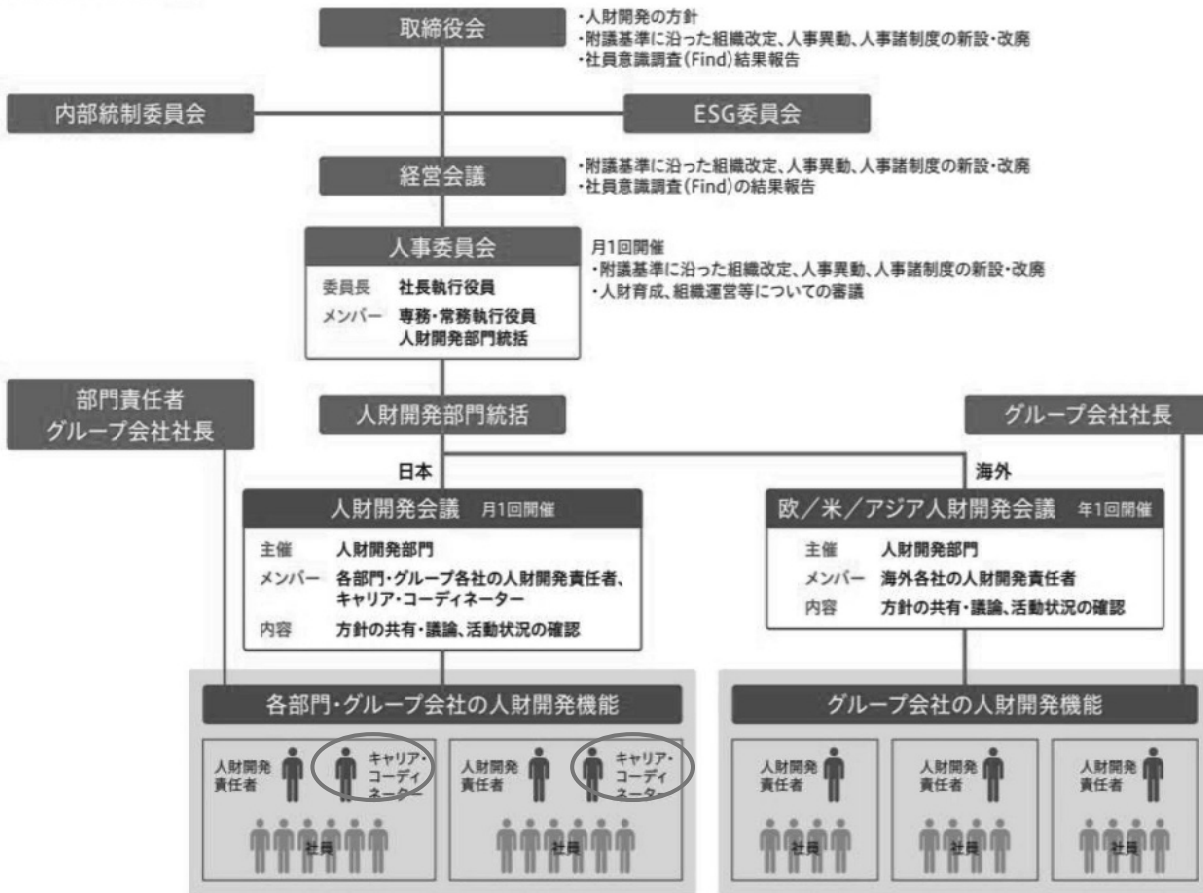 取締役会
・人財開発の方針
・附議基準に沿った組織改定、人事異動、人事諸制度の新設・改廃
・社員意識調査(Find)結果報告
内部統制委員会
ESG委員会
経営会議
・附議基準に沿った組織改定、人事異動、人事諸制度の新設・改廃
・社員意識調査(Find)の結果報告
人事委員会
委員長 社長執行役員
メンバー 専務・常務執行役員
人財開発部門統括
月1回開催
・附議基準に沿った組織改定、人事異動、人事諸制度の新設・改廃
・人財育成、組織運営等についての審議
部門責任者
グループ会社社長
人財開発部門統括
グループ会社社長
日本
海外
人財開発会議 月1回開催
主催 人財開発部門
メンバー 各部門・グループ各社の人財開発責任者、
キャリア・コーディネーター
内容 方針の共有・議論、活動状況の確認
欧/米/アジア人財開発会議 年1回開催
主催 人財開発部門
メンバー 海外各社の人財開発責任者
内容 方針の共有・議論、活動状況の確認
各部門・グループ会社の人財開発機能
人財開発
責任者
キャリア・
コーディ
ネーター
社員
人財開発
責任者
キャリア・
コーディ
ネーター
社員
グループ会社の人財開発機能
人財開発
責任者
社員
人財開発
責任者
社員
人財開発
責任者
社員